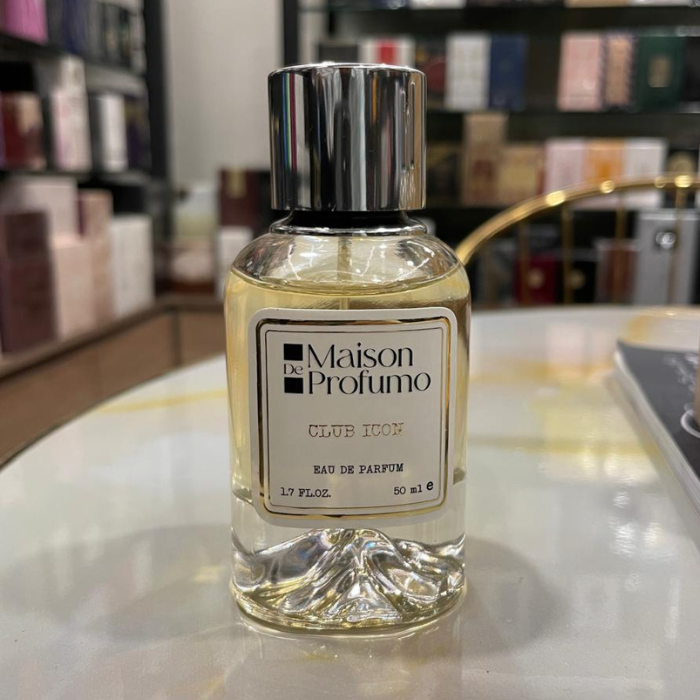 Maison
De
Profumo
CLUB ICON
EAU DE PARFUM
1.7 FL.OZ. 50 ml e